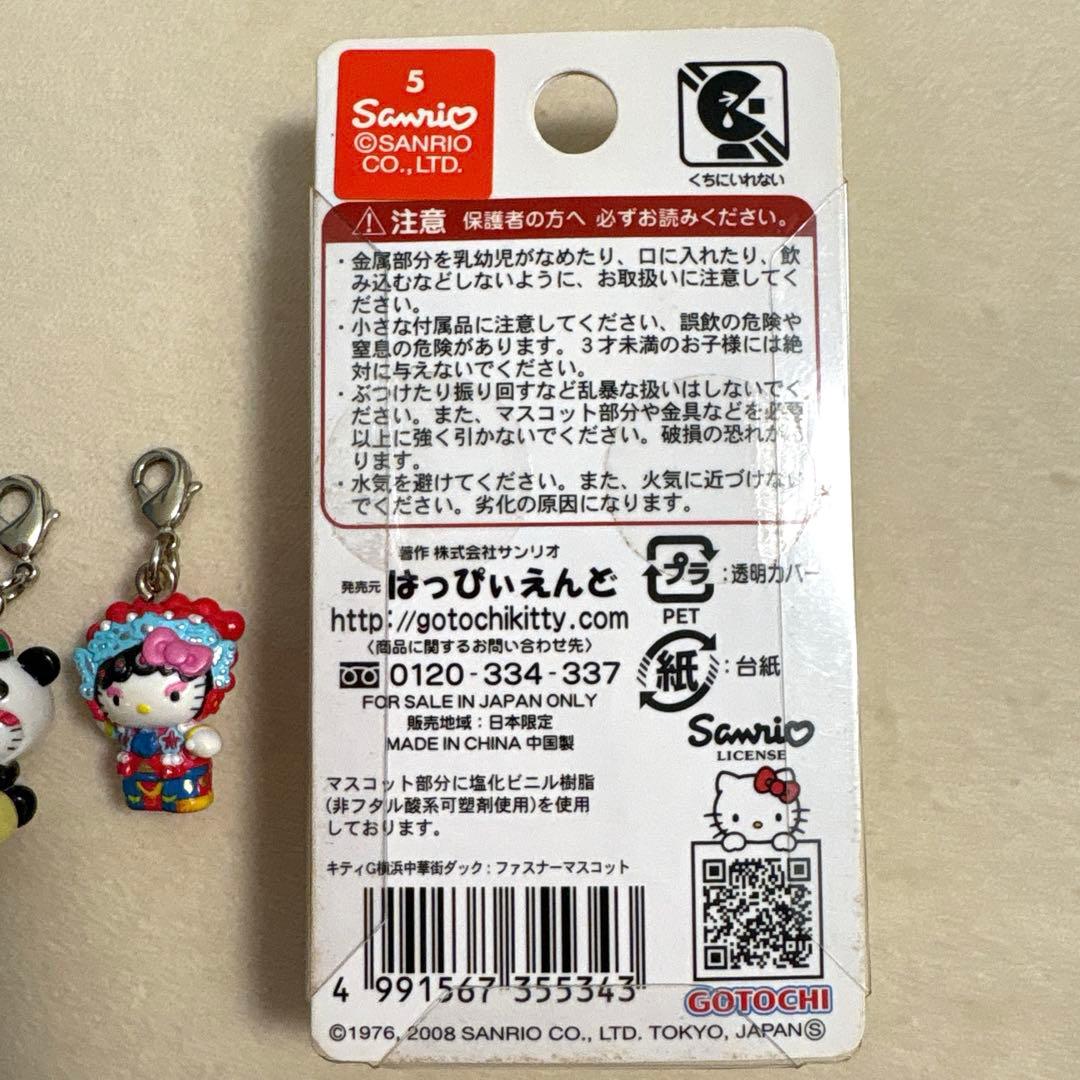 5
Sanrio
©SANRIO
CO.,LTD.
くちにいれない
注意 保護者の方へ 必ずお読みください。
・金属部分を乳幼児がなめたり、口に入れたり、飲
み込むなどしないように、お取扱いに注意してく
ださい。
・小さな付属品に注意してください、誤飲の危険や
窒息の危険があります。３才未満のお子様には絶
対に与えないでください。
・ぶつけたり振り回すなど乱暴な扱いはしないでく
ださい。また、マスコット部分や金具などを必要
以上に強く引かないでください。破損の恐れがあ
ります。
・水気を避けてください。また、火気に近づけない
でください。劣化の原因になります。
著作 株式会社サンリオ
発売元 はっぴぃえんど
http://gotochikitty.com
〈商品に関するお問い合わせ先〉
0120-334-337
FOR SALE IN JAPAN ONLY
販売地域：日本限定
MADE IN CHINA 中国製
プラ：透明カバー
PET
紙：台紙
Sanrio
LICENSE
マスコット部分に塩化ビニル樹脂
(非フタル酸系可塑剤使用)を使用
しております。
キティG横浜中華街ダック：ファスナーマスコット
4 991567 355343
GOTOCHI
©1976, 2008 SANRIO CO., LTD. TOKYO, JAPAN Ⓢ